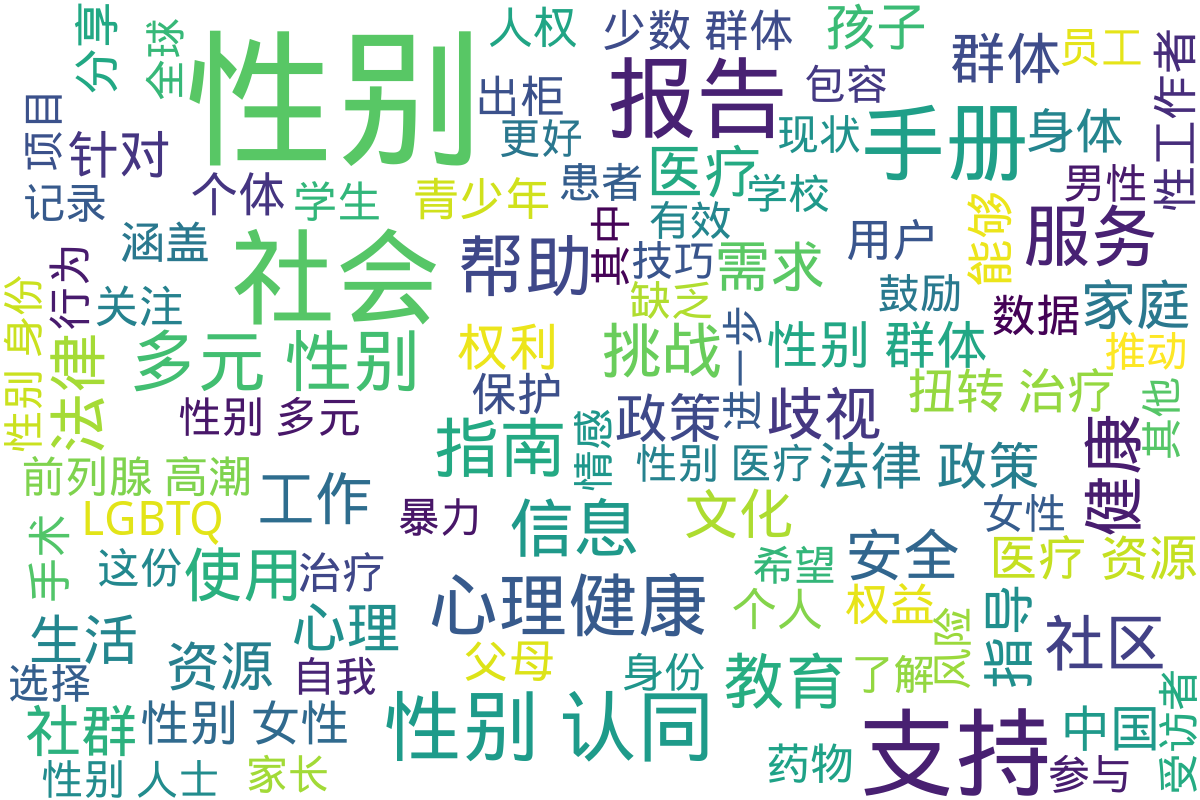 性别
人权
少数 群体
孩子
群体
员工
性工作者
分享
全球
报告
出柜
包容
手册
项目
针对
更好
现状
身体
医疗
记录
个体
学生
青少年
患者
学校
男性
涵盖
社会
帮助
其中
有效
技巧
需求
用户
能够
服务
性别 身份
行为
关注
缺乏
鼓励
数据
家庭
法律
多元 性别
权利
挑战
进一步
性别 群体
推动
性别 多元
保护
政策
歧视
扭转 治疗
其他
前列腺 高潮
指南
情感
性别 医疗
法律 政策
健康
工作
LGBTQ
暴力
信息
文化
女性
手术
这份
使用
治疗
希望
安全
医疗 资源
心理健康
个人
权益
生活
心理
风险
指导
社区
选择
资源
自我
父母
身份
教育
了解
社群
性别 女性
性别 认同
支持
中国
受访者
性别 人士
家长
药物
参与